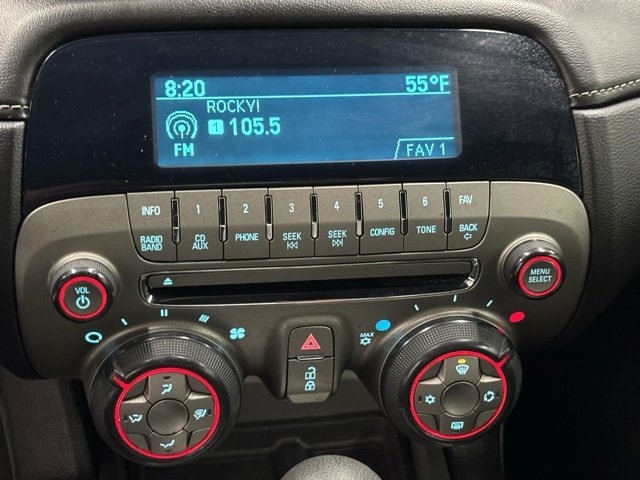 8:20 55°F
ROCKY!
1 105.5
FM
FAV 1
INFO 1 2 3 4 5 6 FAV
RADIO BAND CD AUX PHONE SEEK SEEK CONFIG TONE BACK
VOL
MENU SELECT
MAX